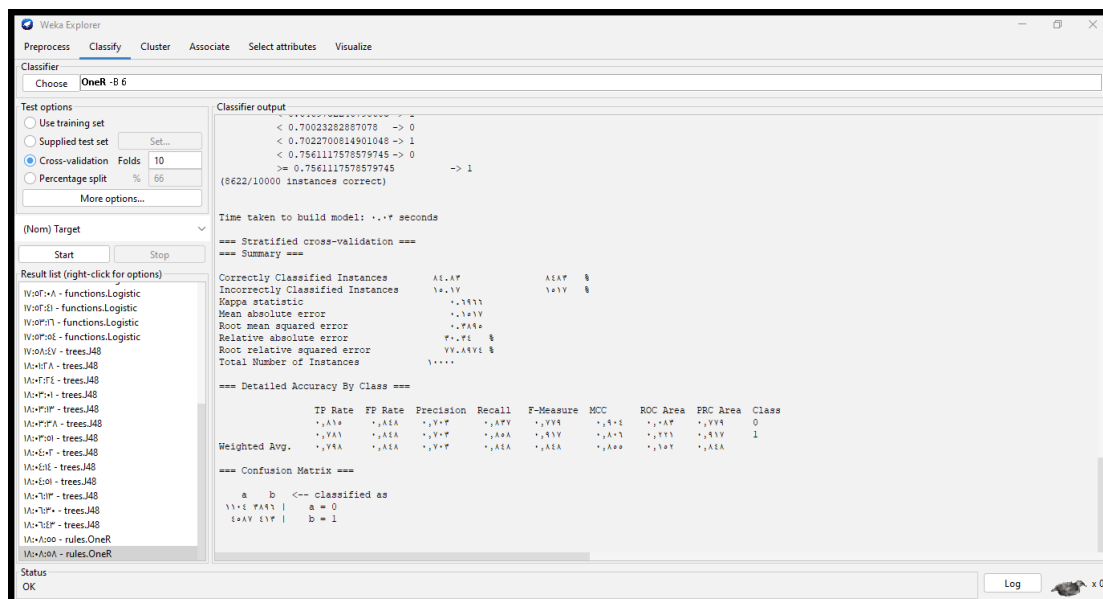 Weka Explorer
Preprocess Classify Cluster Associate Select attributes Visualize
Classifier
Choose OneR -B 6
Test options
Use training set
Supplied test set Set...
Cross-validation Folds 10
Percentage split % 66
More options...
(Nom) Target
Start Stop
Result list (right-click for options)
١٧:٥٢:٠٨ - functions.Logistic
١٧:٥٢:٤١ - functions.Logistic
١٧:٥٣:١٦ - functions.Logistic
١٧:٥٣:٥٤ - functions.Logistic
١٧:٥٨:٤٧ - trees.J48
١٨:٠١:٢٨ - trees.J48
١٨:٠٢:٢٤ - trees.J48
١٨:٠٣:٠١ - trees.J48
١٨:٠٣:١٣ - trees.J48
١٨:٠٣:٣٨ - trees.J48
١٨:٠٣:٥١ - trees.J48
١٨:٠٤:٠٢ - trees.J48
١٨:٠٤:١٤ - trees.J48
١٨:٠٤:٥١ - trees.J48
١٨:٠٦:١٣ - trees.J48
١٨:٠٦:٣٠ - trees.J48
١٨:٠٦:٤٣ - trees.J48
١٨:٠٨:٥٥ - rules.OneR
١٨:٠٨:٥٨ - rules.OneR
Classifier output
< 0.70023282887078 -> 0
< 0.7022700814901048 -> 1
< 0.7561117578579745 -> 0
>= 0.7561117578579745 -> 1
(8622/10000 instances correct)
Time taken to build model: ٠.٠٣ seconds
=== Stratified cross-validation ===
=== Summary ===
Correctly Classified Instances ٨٤.٨٣ ٨٤٨٣ %
Incorrectly Classified Instances ١٥.١٧ ١٥١٧ %
Kappa statistic ٠.٦٩٦٦
Mean absolute error ٠.١٥١٧
Root mean squared error ٠.٣٨٩٥
Relative absolute error ٣٠.٣٤ %
Root relative squared error ٧٧.٨٩٧٤ %
Total Number of Instances ١٠٠٠٠
=== Detailed Accuracy By Class ===
TP Rate FP Rate Precision Recall F-Measure MCC ROC Area PRC Area Class
٠,٨١٥ ٠,٨٤٨ ٠,٧٠٣ ٠,٨٣٧ ٠,٧٧٩ ٠,٩٠٤ ٠,٠٨٣ ٠,٧٧٩ 0
٠,٧٨١ ٠,٨٤٨ ٠,٧٠٣ ٠,٨٥٨ ٠,٩١٧ ٠,٨٠٦ ٠,٢٢١ ٠,٩١٧ 1
Weighted Avg. ٠,٧٩٨ ٠,٨٤٨ ٠,٧٠٣ ٠,٨٤٨ ٠,٨٤٨ ٠,٨٥٥ ٠,١٥٢ ٠,٨٤٨
=== Confusion Matrix ===
a b <-- classified as
١١٠٤ ٣٨٩٦ | a = 0
٤٥٨٧ ٤١٣ | b = 1
Status
OK
Log
x 0